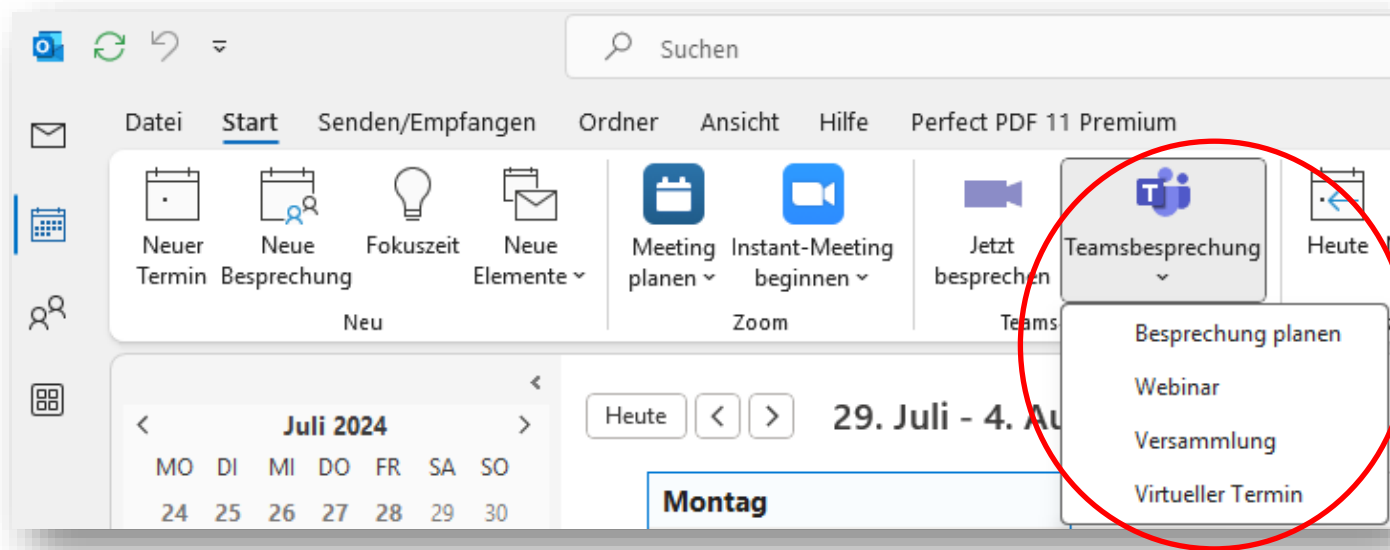 Suchen
Datei Start Senden/Empfangen Ordner Ansicht Hilfe Perfect PDF 11 Premium
Neuer Termin
Neue Besprechung
Fokuszeit
Neue Elemente
Meeting planen
Instant-Meeting beginnen
Jetzt besprechen
Teamsbesprechung
Heute
Neu
Zoom
Teams
Besprechung planen
Webinar
Versammlung
Virtueller Termin
Juli 2024
MO DI MI DO FR SA SO
24 25 26 27 28 29 30
Heute
29. Juli - 4. Au
Montag